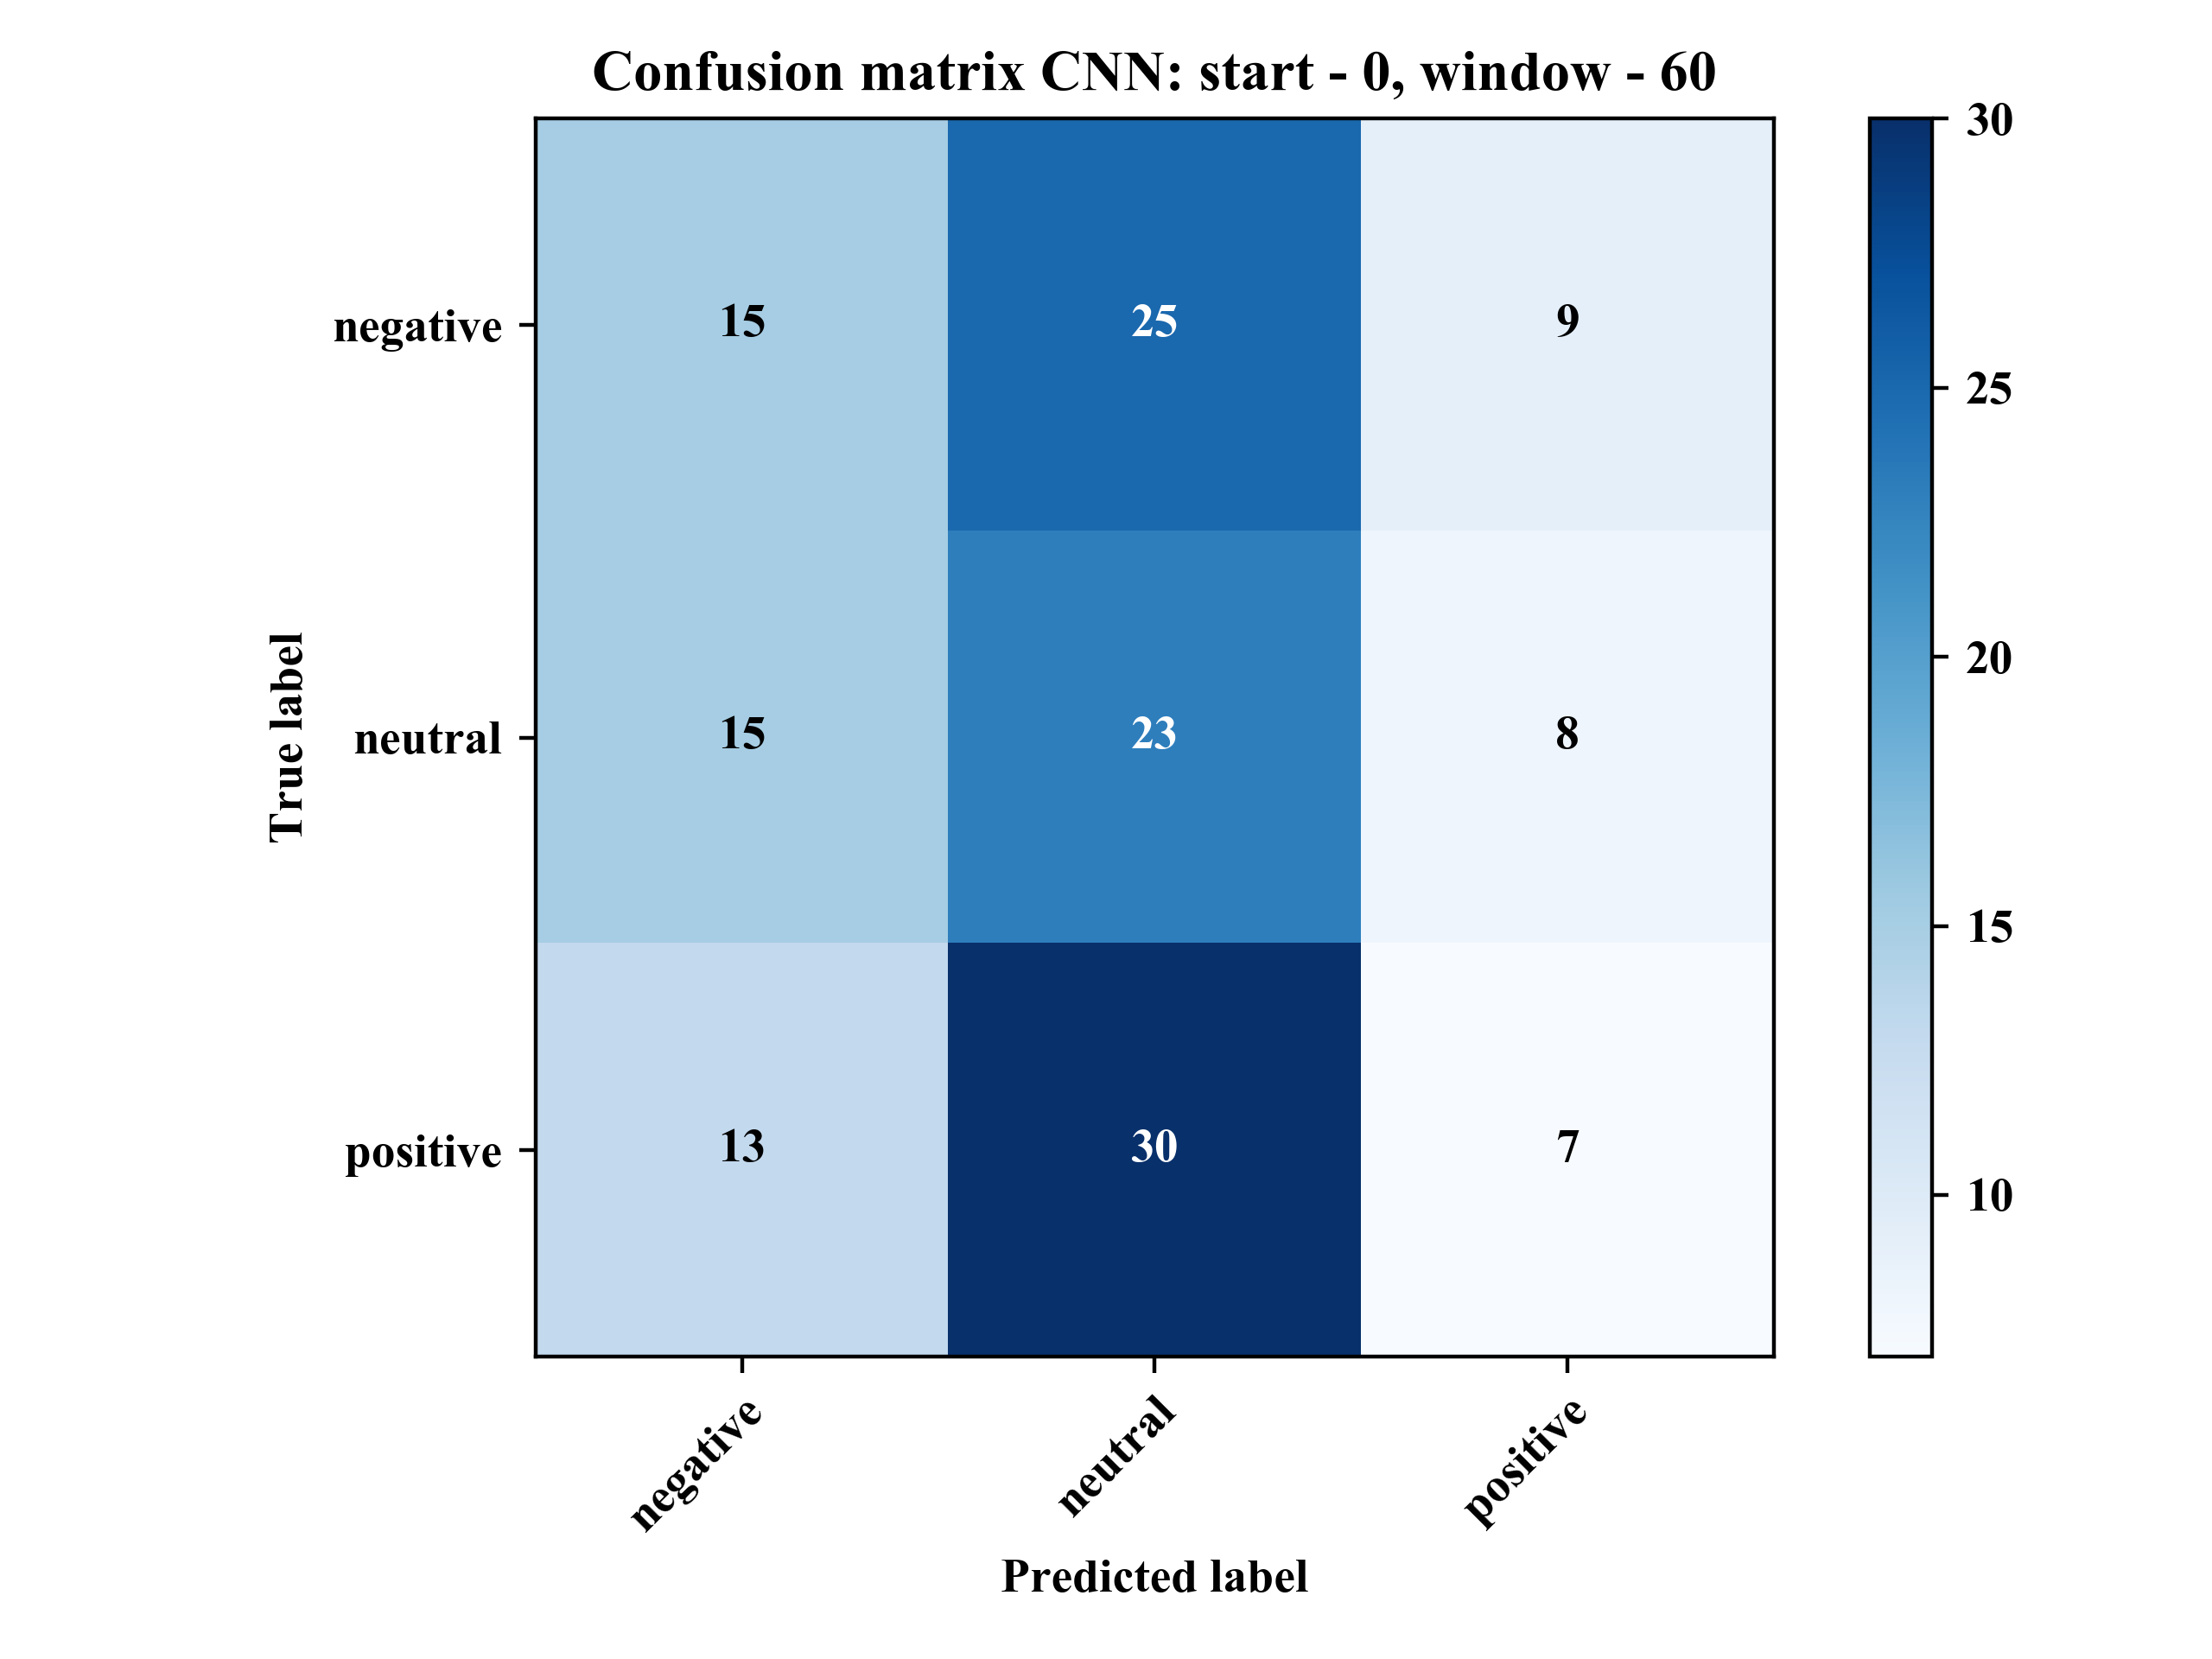 Confusion matrix CNN: start - 0, window - 60
30
25
20
15
10
True label
negative
15
25
9
neutral
15
23
8
positive
13
30
7
negative
neutral
positive
Predicted label